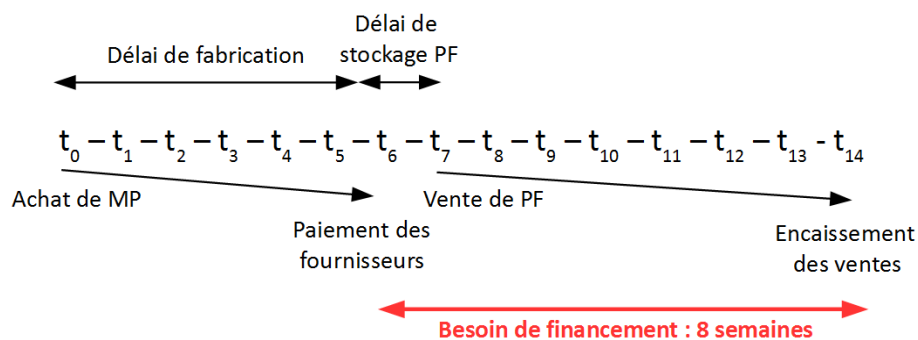 Délai de fabrication
Délai de
stockage PF
t0 – t1 – t2 – t3 – t4 – t5 – t6 – t7 – t8 – t9 – t10 – t11 – t12 – t13 - t14
Achat de MP
Vente de PF
Paiement des
fournisseurs
Encaissement
des ventes
Besoin de financement : 8 semaines